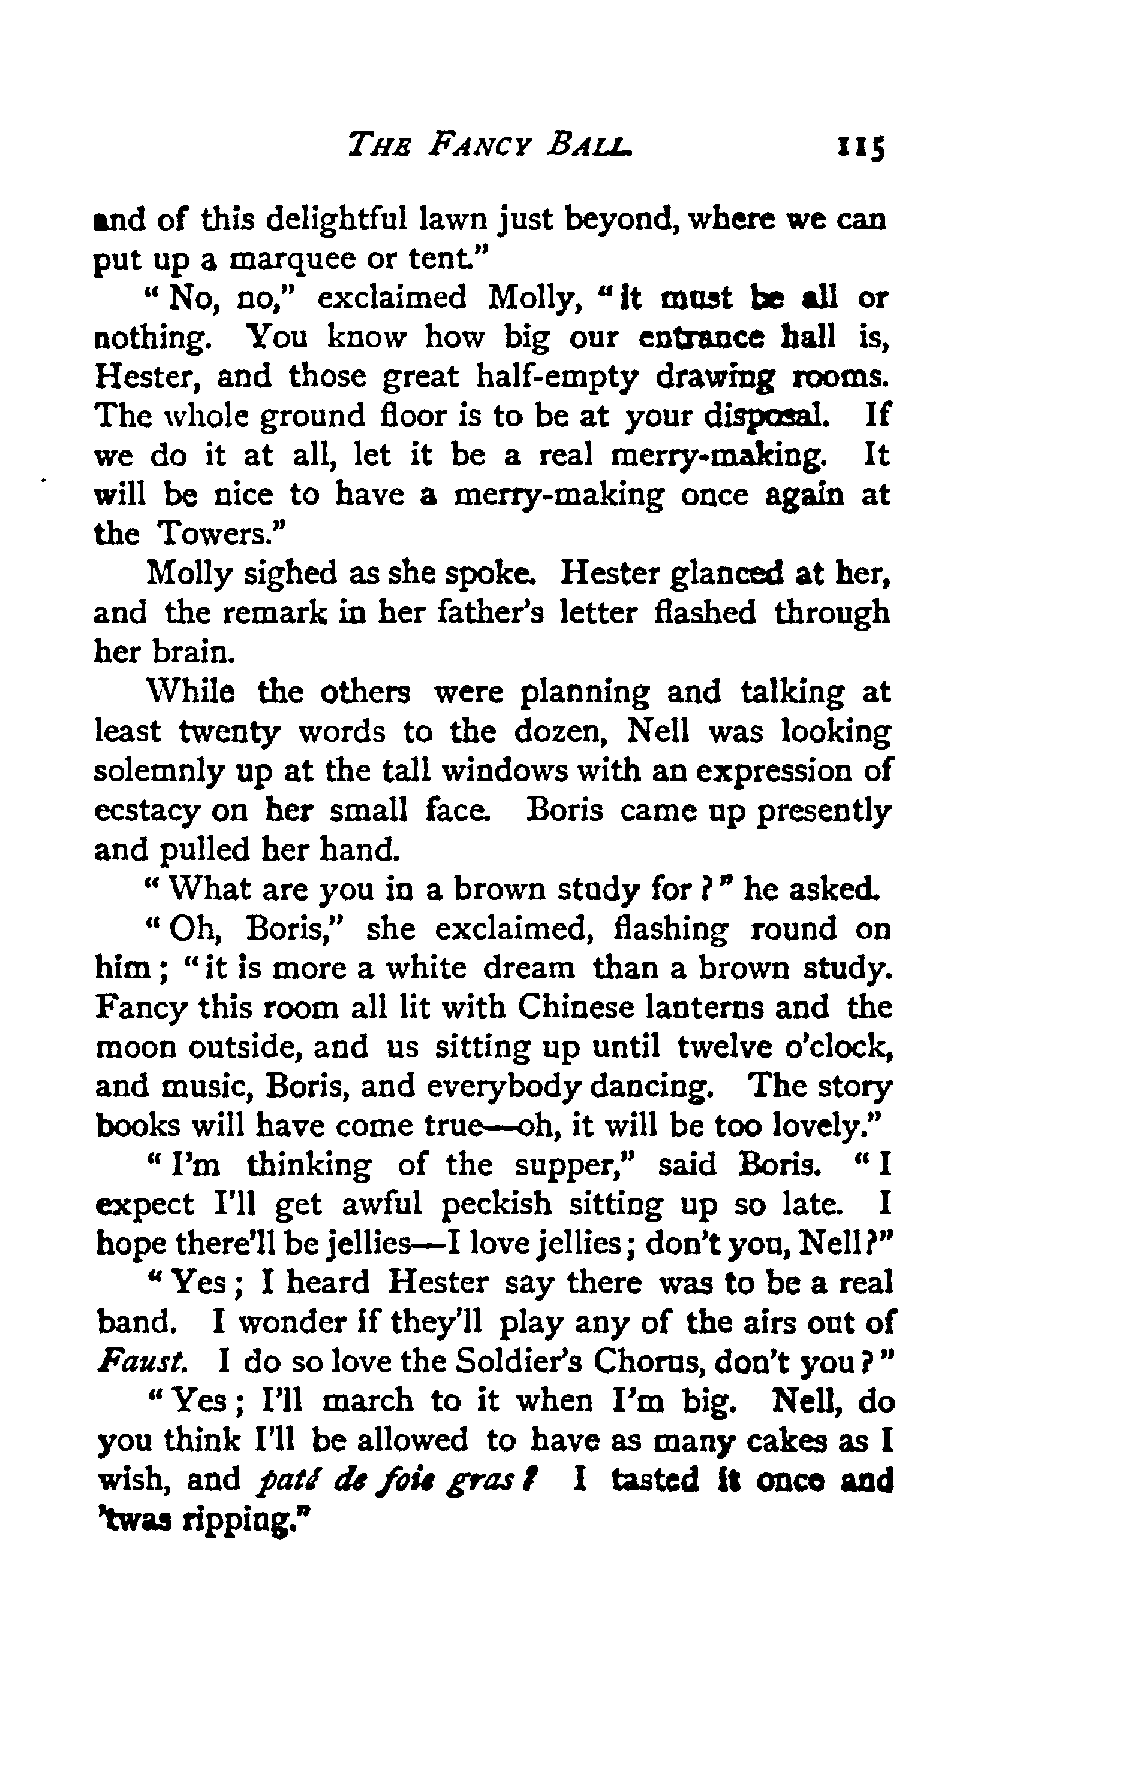 THE FANCY BALL. 115
and of this delightful lawn just beyond, where we can
put up a marquee or tent."
"No, no," exclaimed Molly, "it must be all or
nothing. You know how big our entrance hall is,
Hester, and those great half-empty drawing rooms.
The whole ground floor is to be at your disposal. If
we do it at all, let it be a real merry-making. It
will be nice to have a merry-making once again at
the Towers."
Molly sighed as she spoke. Hester glanced at her,
and the remark in her father's letter flashed through
her brain.
While the others were planning and talking at
least twenty words to the dozen, Nell was looking
solemnly up at the tall windows with an expression of
ecstacy on her small face. Boris came up presently
and pulled her hand.
"What are you in a brown study for?" he asked.
"Oh, Boris," she exclaimed, flashing round on
him; "it is more a white dream than a brown study.
Fancy this room all lit with Chinese lanterns and the
moon outside, and us sitting up until twelve o'clock,
and music, Boris, and everybody dancing. The story
books will have come true—oh, it will be too lovely."
"I'm thinking of the supper," said Boris. "I
expect I'll get awful peckish sitting up so late. I
hope there'll be jellies—I love jellies; don't you, Nell?"
"Yes; I heard Hester say there was to be a real
band. I wonder if they'll play any of the airs out of
Faust. I do so love the Soldier's Chorus, don't you?"
"Yes; I'll march to it when I'm big. Nell, do
you think I'll be allowed to have as many cakes as I
wish, and paté de foie gras? I tasted it once and
'twas ripping."